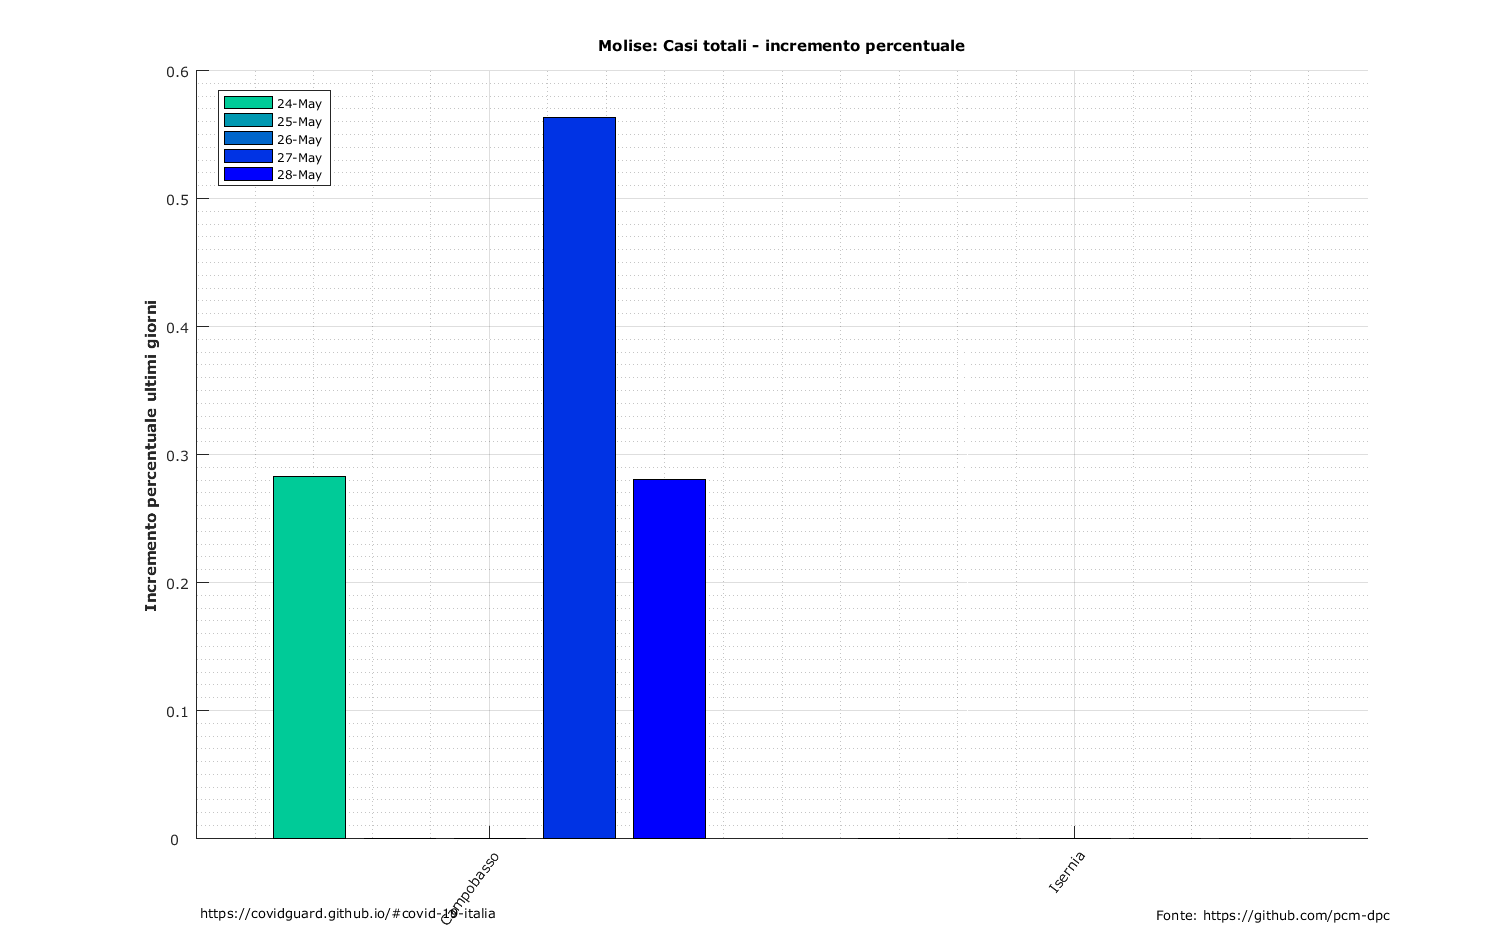 Molise: Casi totali - incremento percentuale
0.6
0.5
0.4
0.3
0.2
0.1
0
Incremento percentuale ultimi giorni
24-May
25-May
26-May
27-May
28-May
Campobasso
Isernia
https://covidguard.github.io/#covid-19-italia
Fonte: https://github.com/pcm-dpc